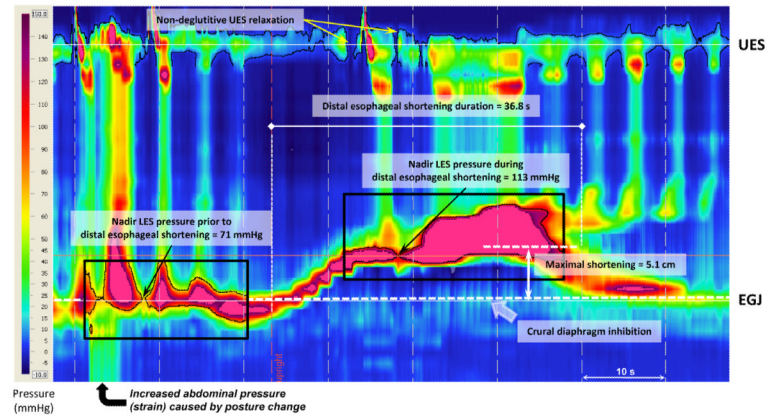 150.0
140
130
120
110
100
90
80
70
60
50
45
40
35
30
25
20
15
10
5
0
-5
-10.0
Non-deglutitive UES relaxation
UES
Distal esophageal shortening duration = 36.8 s
Nadir LES pressure during
distal esophageal shortening = 113 mmHg
Nadir LES pressure prior to
distal esophageal shortening = 71 mmHg
Maximal shortening = 5.1 cm
EGJ
Crural diaphragm inhibition
10 s
Pressure
(mmHg)
Increased abdominal pressure
(strain) caused by posture change